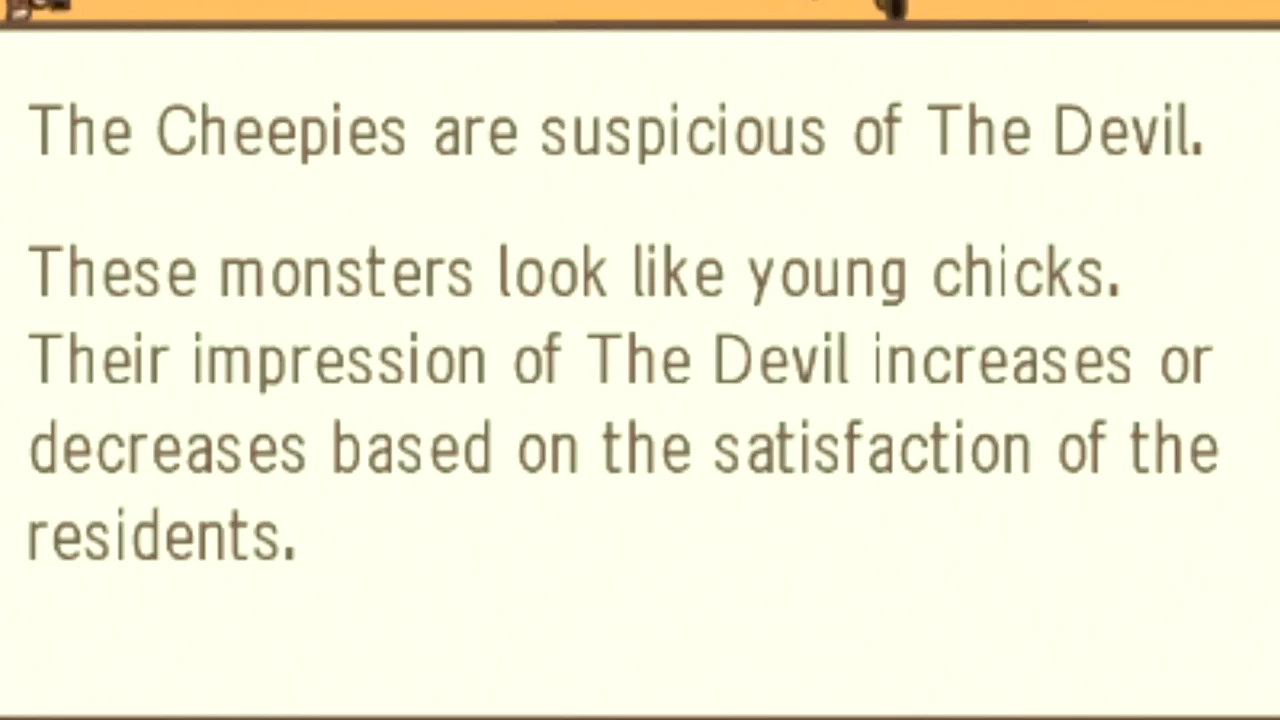 The Cheepies are suspicious of The Devil.
These monsters look like young chicks.
Their impression of The Devil increases or
decreases based on the satisfaction of the
residents.